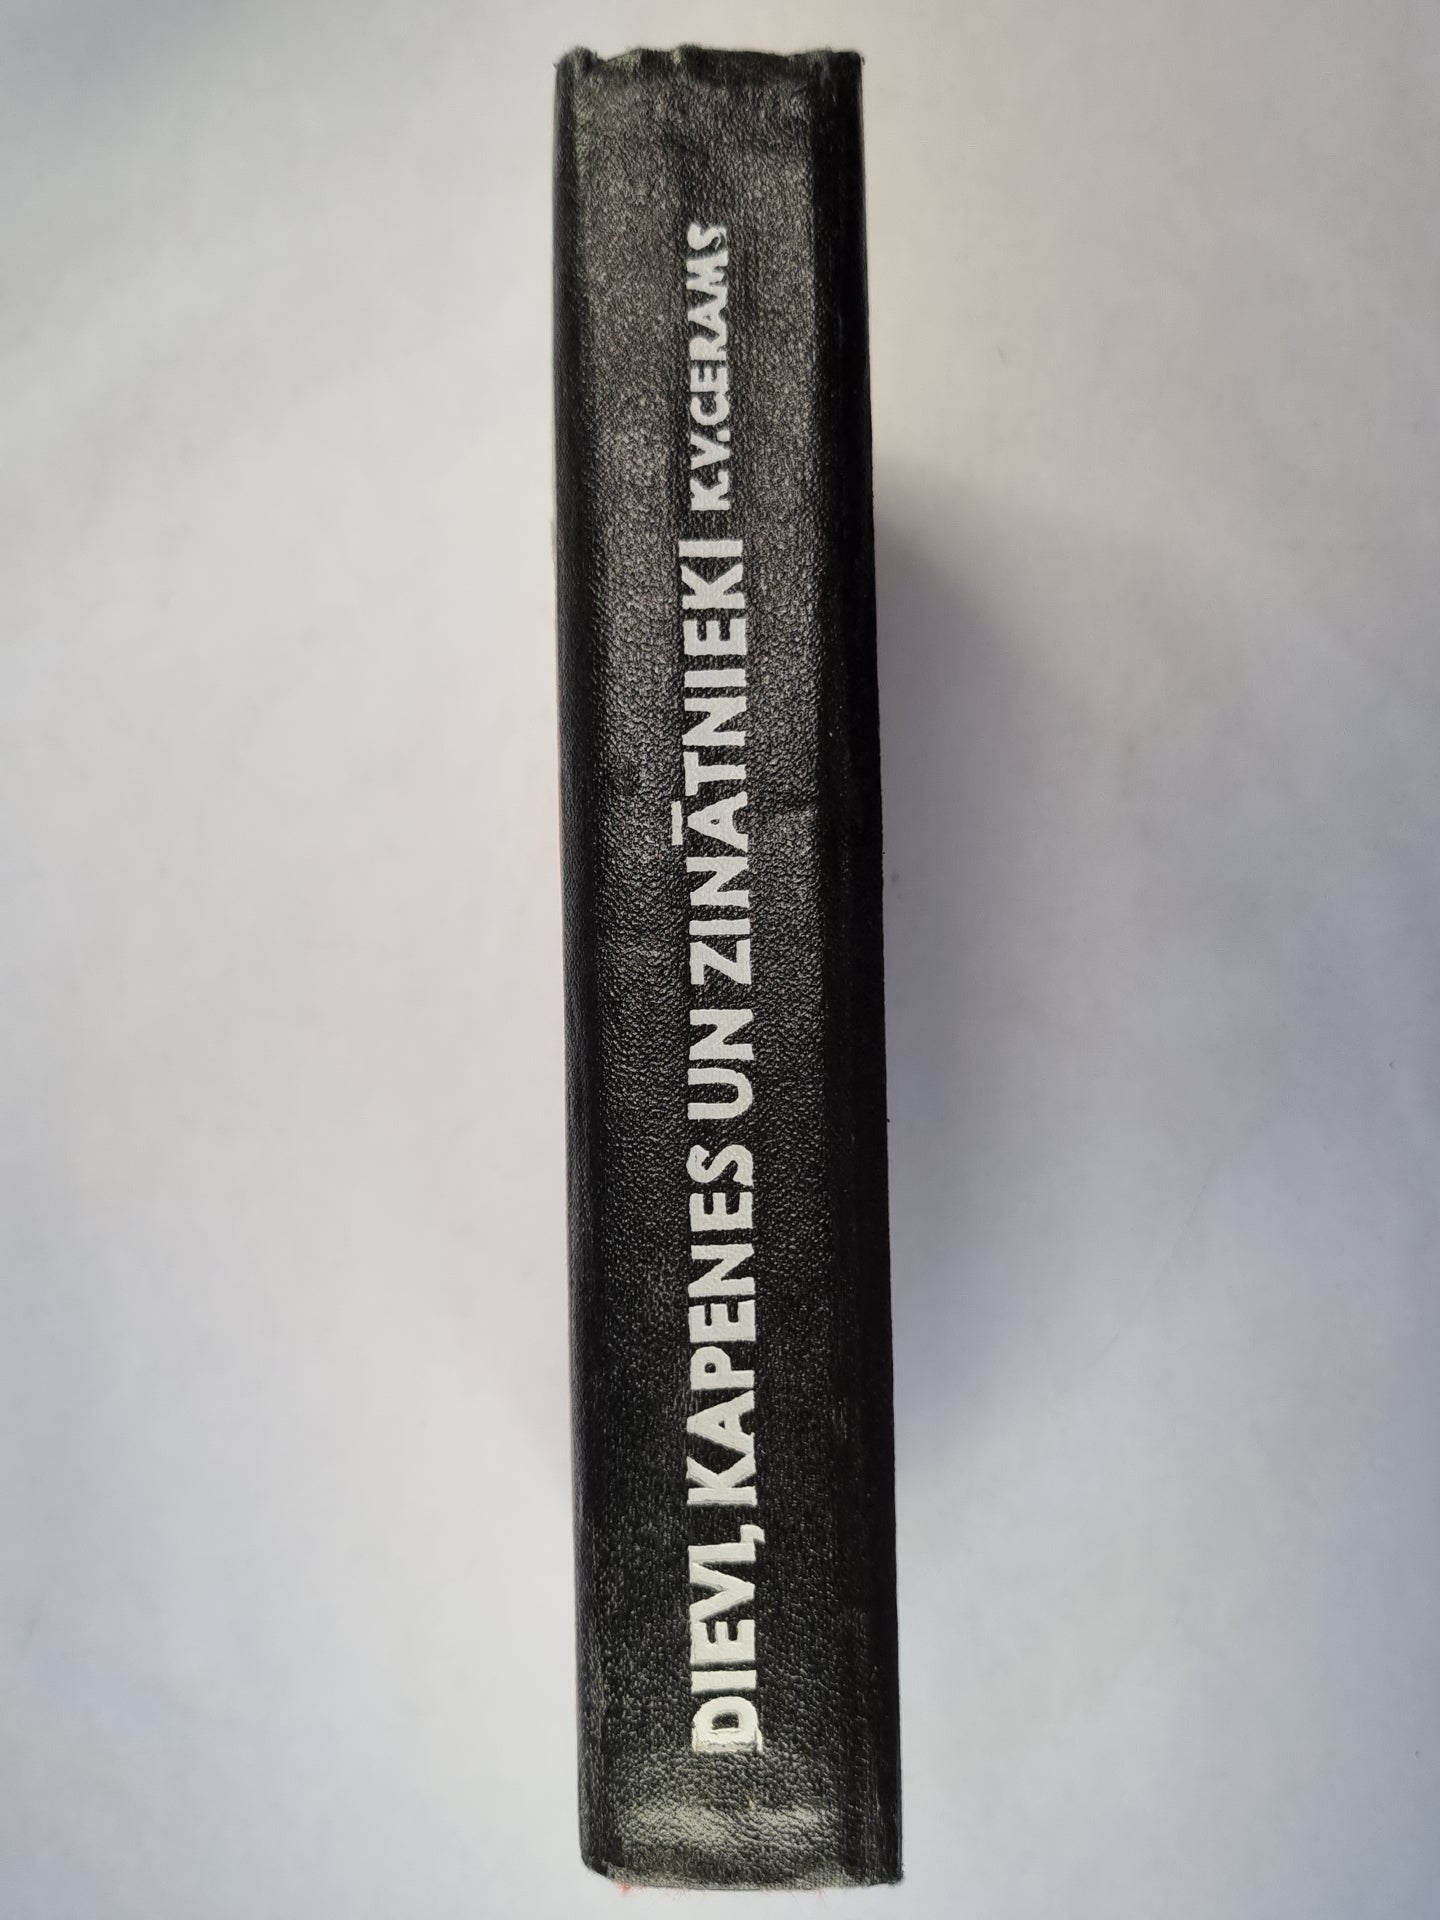 DIEVI, KAPENES UN ZINĀTNIEKI K.V.CERAMS